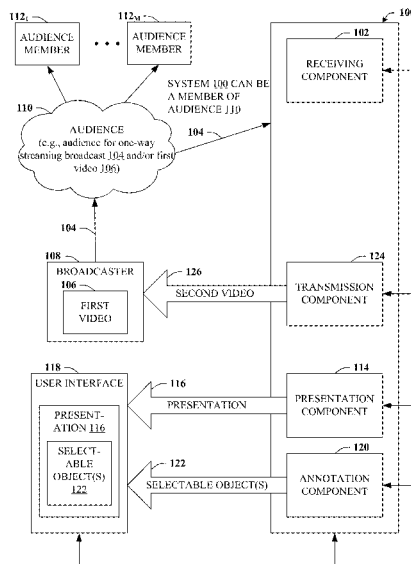 112₁
112M
100
AUDIENCE MEMBER
• • •
AUDIENCE MEMBER
102
RECEIVING COMPONENT
SYSTEM 100 CAN BE
A MEMBER OF
AUDIENCE 110
110
104
AUDIENCE
(e.g., audience for one-way
streaming broadcast 104 and/or first
video 106)
104
108
BROADCASTER
106
FIRST
VIDEO
126
SECOND VIDEO
124
TRANSMISSION
COMPONENT
118
USER INTERFACE
PRESENT-
ATION 116
SELECT-
ABLE
OBJECT(S)
122
116
PRESENTATION
114
PRESENTATION
COMPONENT
122
SELECTABLE OBJECT(S)
120
ANNOTATION
COMPONENT